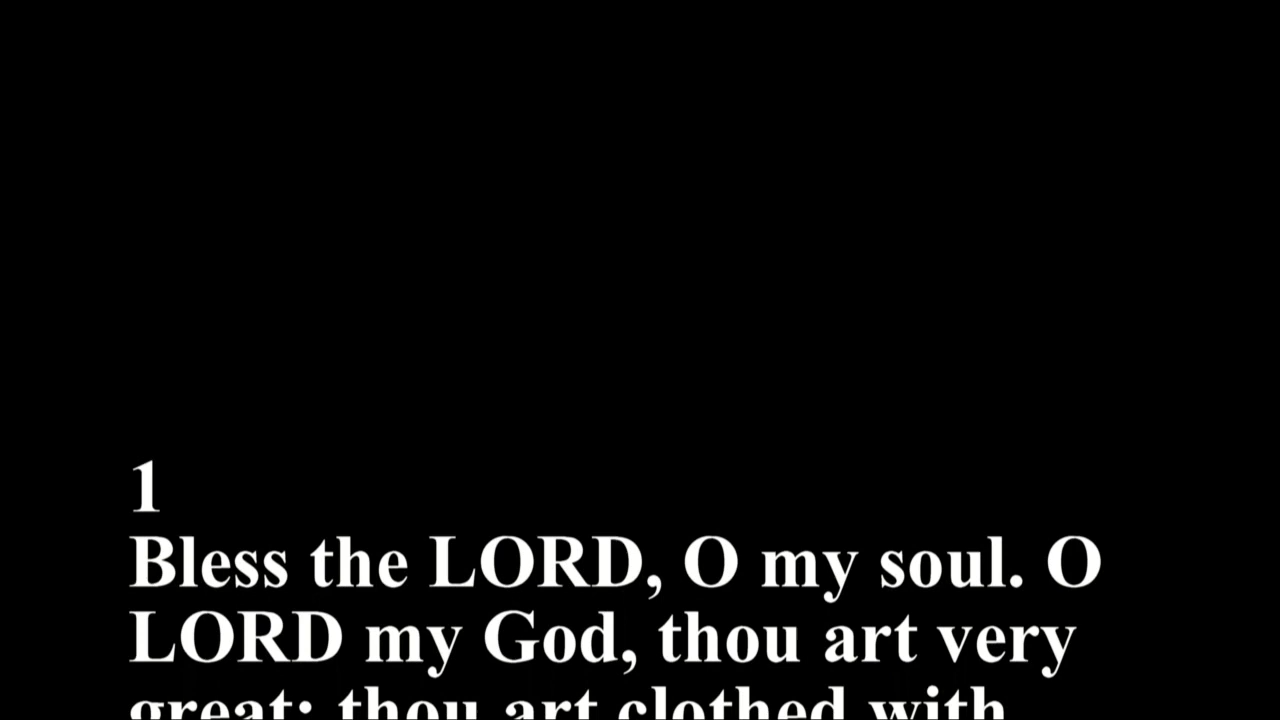 1
Bless the LORD, O my soul. O
LORD my God, thou art very
great; thou art clothed with